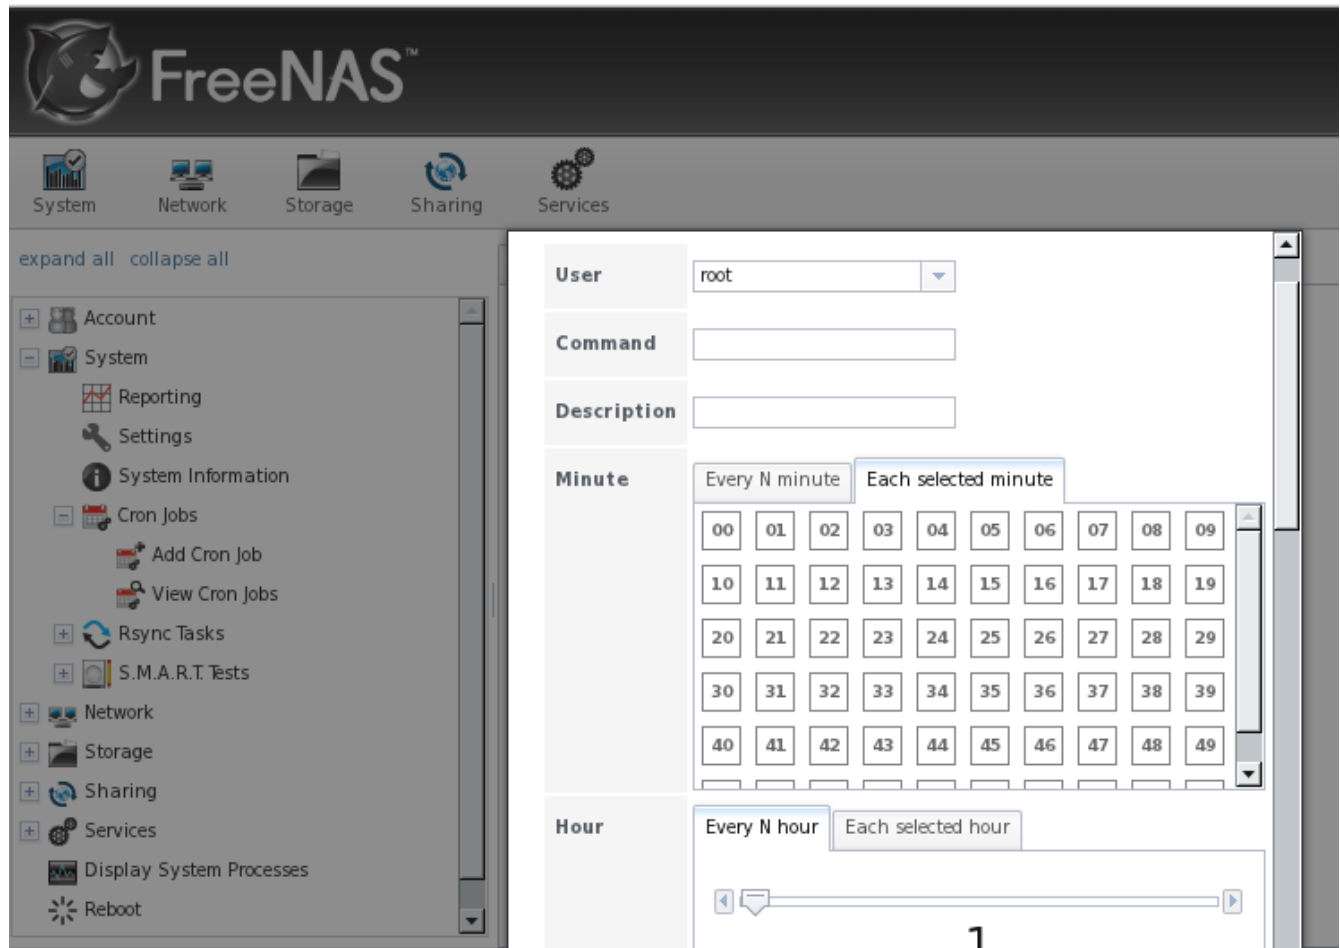 FreeNAS™
System Network Storage Sharing Services
expand all collapse all
Account
System
Reporting
Settings
System Information
Cron Jobs
Add Cron Job
View Cron Jobs
Rsync Tasks
S.M.A.R.T. Tests
Network
Storage
Sharing
Services
Display System Processes
Reboot
User root
Command
Description
Minute Every N minute Each selected minute
00 01 02 03 04 05 06 07 08 09
10 11 12 13 14 15 16 17 18 19
20 21 22 23 24 25 26 27 28 29
30 31 32 33 34 35 36 37 38 39
40 41 42 43 44 45 46 47 48 49
Hour Every N hour Each selected hour
1